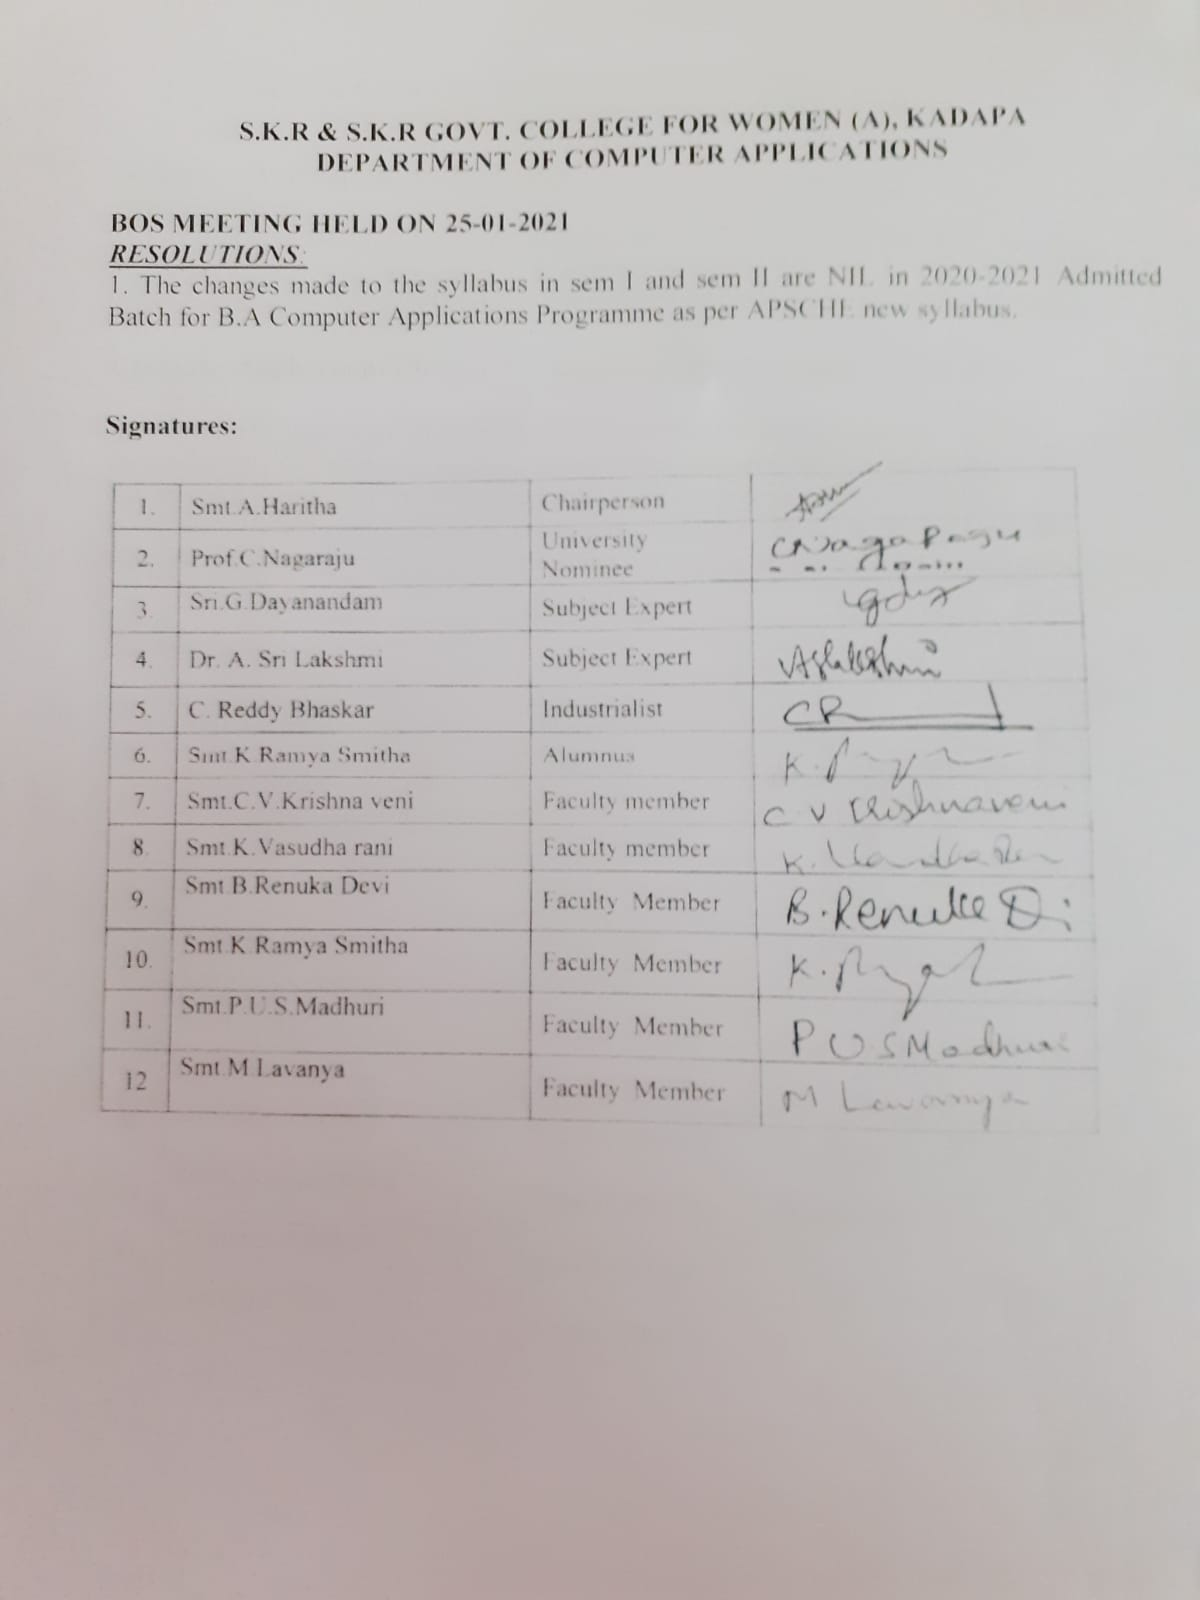 S.K.R & S.K.R GOVT. COLLEGE FOR WOMEN (A), KADAPA
DEPARTMENT OF COMPUTER APPLICATIONS
BOS MEETING HELD ON 25-01-2021
RESOLUTIONS:
1. The changes made to the syllabus in sem I and sem II are NIL in 2020-2021 Admitted
Batch for B.A Computer Applications Programme as per APSCHE new syllabus.
Signatures:
1. Smt.A.Haritha Chairperson
2. Prof.C.Nagaraju University Nominee CNagaRaju
3. Sri.G.Dayanandam Subject Expert
4. Dr. A. Sri Lakshmi Subject Expert
5. C. Reddy Bhaskar Industrialist CR
6. Smt.K.Ramya Smitha Alumnus K.
7. Smt.C.V.Krishna veni Faculty member C V Krishnaveni
8. Smt.K.Vasudha rani Faculty member K.
9. Smt.B.Renuka Devi Faculty Member B.Renuka
10. Smt.K.Ramya Smitha Faculty Member K.
11. Smt.P.U.S.Madhuri Faculty Member P U S Madhuri
12 Smt.M.Lavanya Faculty Member M Lavanya